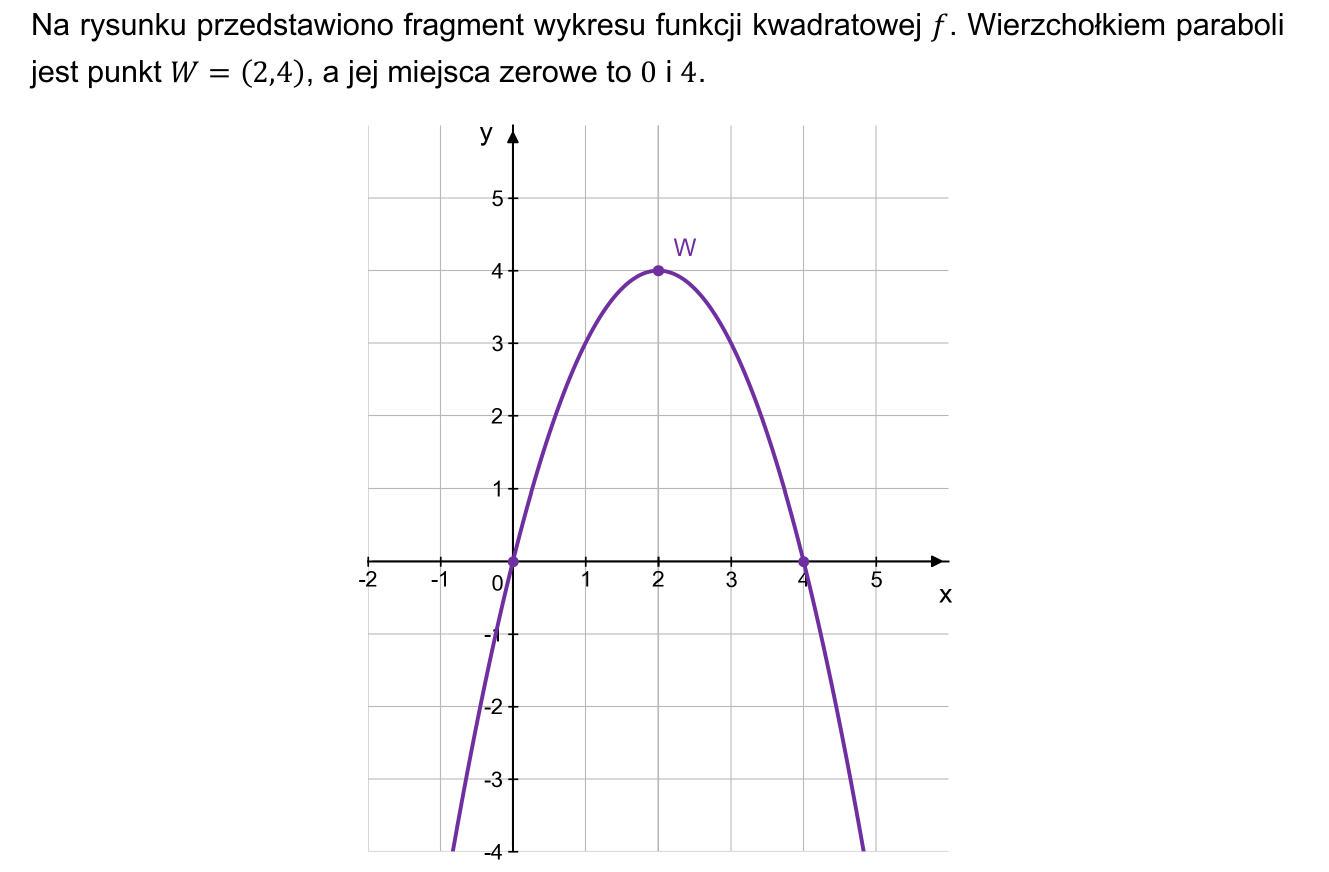 Na rysunku przedstawiono fragment wykresu funkcji kwadratowej f. Wierzchołkiem paraboli
jest punkt W = (2,4), a jej miejsca zerowe to 0 i 4.
y
5
W
4
3
2
1
-2 -1 0 1 2 3 4 5
x
-1
-2
-3
-4